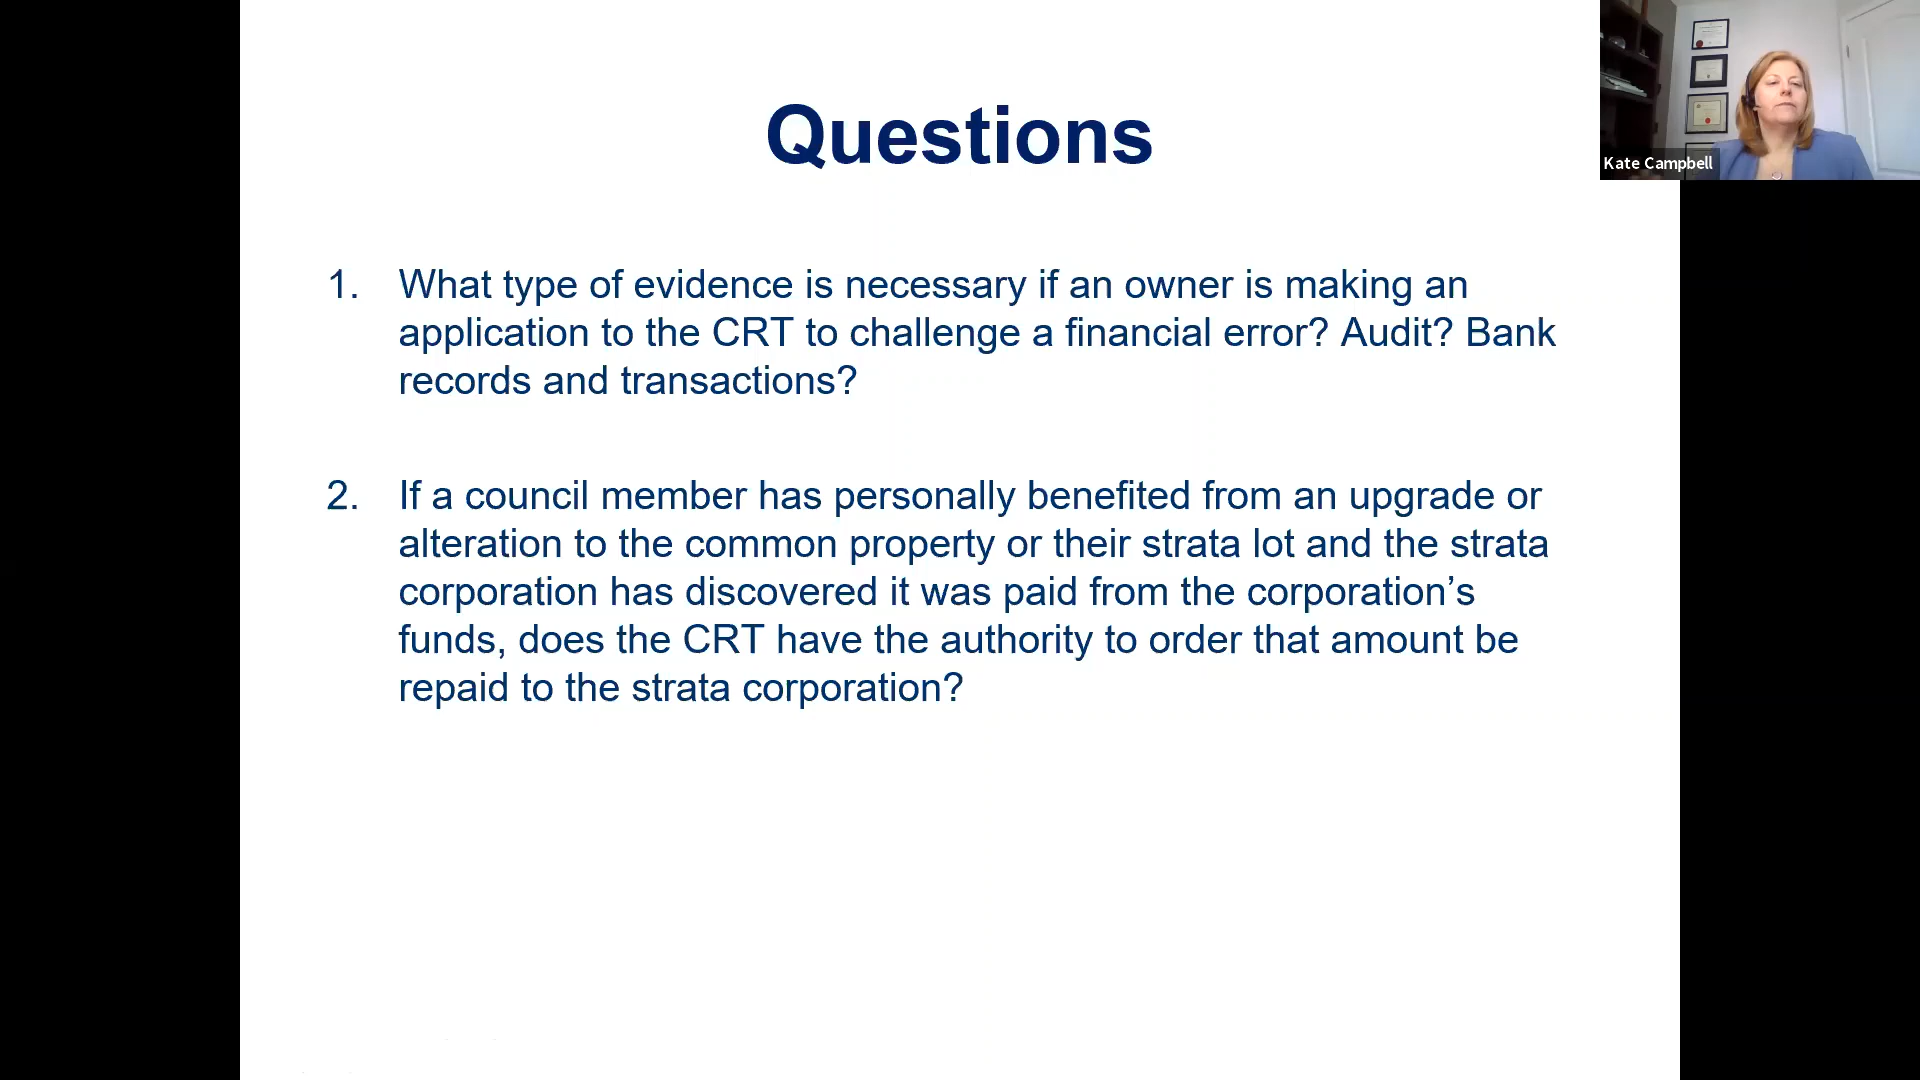 Questions
Kate Campbell
1. What type of evidence is necessary if an owner is making an
application to the CRT to challenge a financial error? Audit? Bank
records and transactions?
2. If a council member has personally benefited from an upgrade or
alteration to the common property or their strata lot and the strata
corporation has discovered it was paid from the corporation’s
funds, does the CRT have the authority to order that amount be
repaid to the strata corporation?